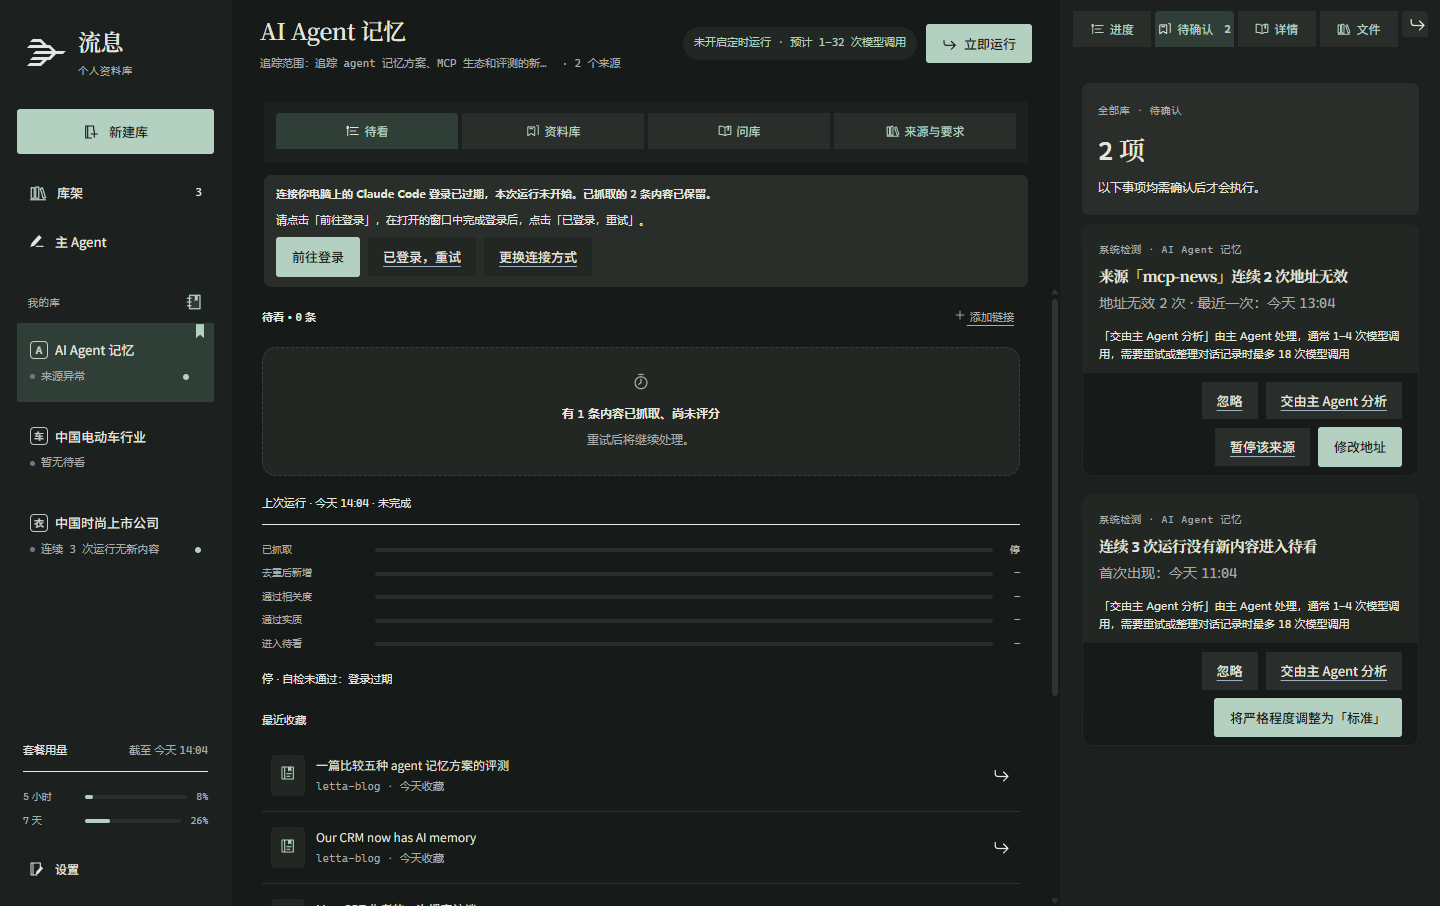 流息
个人资料库
新建库
库架 3
主 Agent
我的库
A AI Agent 记忆
来源异常
车 中国电动车行业
暂无待看
衣 中国时尚上市公司
连续 3 次运行无新内容
套餐用量 截至 今天 14:04
5 小时 8%
7 天 26%
设置
AI Agent 记忆
追踪范围：追踪 agent 记忆方案、MCP 生态和评测的新… · 2 个来源
未开启定时运行 · 预计 1–32 次模型调用
立即运行
待看 资料库 问库 来源与要求
连接你电脑上的 Claude Code 登录已过期，本次运行未开始。已抓取的 2 条内容已保留。
请点击「前往登录」，在打开的窗口中完成登录后，点击「已登录，重试」。
前往登录 已登录，重试 更换连接方式
待看 • 0 条 添加链接
有 1 条内容已抓取、尚未评分
重试后将继续处理。
上次运行 · 今天 14:04 · 未完成
已抓取 停
去重后新增 –
通过相关度 –
通过实质 –
进入待看 –
停 · 自检未通过：登录过期
最近收藏
一篇比较五种 agent 记忆方案的评测
letta-blog · 今天收藏
Our CRM now has AI memory
letta-blog · 今天收藏
进度 待确认 2 详情 文件
全部库 · 待确认
2 项
以下事项均需确认后才会执行。
系统检测 · AI Agent 记忆
来源「mcp-news」连续 2 次地址无效
地址无效 2 次 · 最近一次：今天 13:04
「交由主 Agent 分析」由主 Agent 处理，通常 1–4 次模型调
用，需要重试或整理对话记录时最多 18 次模型调用
忽略 交由主 Agent 分析
暂停该来源 修改地址
系统检测 · AI Agent 记忆
连续 3 次运行没有新内容进入待看
首次出现：今天 11:04
「交由主 Agent 分析」由主 Agent 处理，通常 1–4 次模型调
用，需要重试或整理对话记录时最多 18 次模型调用
忽略 交由主 Agent 分析
将严格程度调整为「标准」